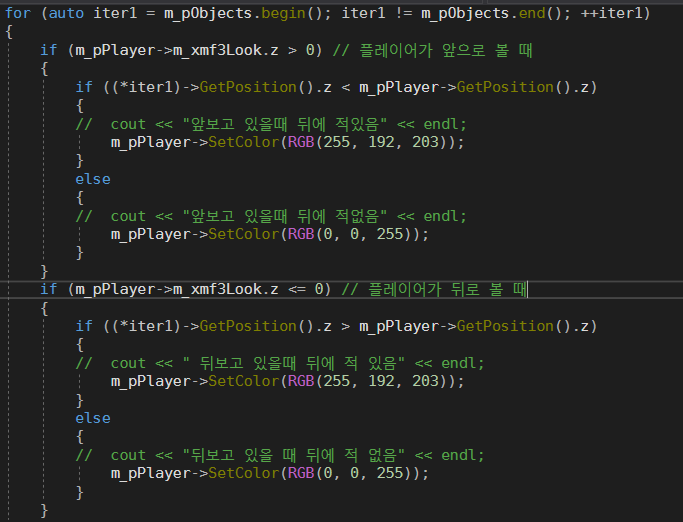 for (auto iter1 = m_pObjects.begin(); iter1 != m_pObjects.end(); ++iter1)
{
if (m_pPlayer->m_xmf3Look.z > 0) // 플레이어가 앞으로 볼 때
{
if ((*iter1)->GetPosition().z < m_pPlayer->GetPosition().z)
{
// cout << "앞보고 있을때 뒤에 적있음" << endl;
m_pPlayer->SetColor(RGB(255, 192, 203));
}
else
{
// cout << "앞보고 있을때 뒤에 적없음" << endl;
m_pPlayer->SetColor(RGB(0, 0, 255));
}
}
if (m_pPlayer->m_xmf3Look.z <= 0) // 플레이어가 뒤로 볼 때
{
if ((*iter1)->GetPosition().z > m_pPlayer->GetPosition().z)
{
// cout << " 뒤보고 있을때 뒤에 적 있음" << endl;
m_pPlayer->SetColor(RGB(255, 192, 203));
}
else
{
// cout << "뒤보고 있을 때 뒤에 적 없음" << endl;
m_pPlayer->SetColor(RGB(0, 0, 255));
}
}